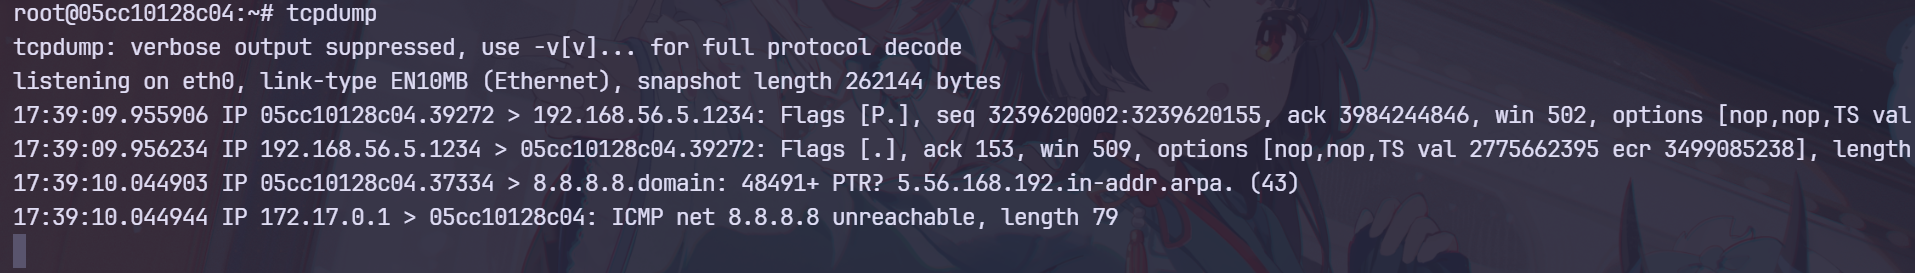 root@05cc10128c04:~# tcpdump
tcpdump: verbose output suppressed, use -v[v]... for full protocol decode
listening on eth0, link-type EN10MB (Ethernet), snapshot length 262144 bytes
17:39:09.955906 IP 05cc10128c04.39272 > 192.168.56.5.1234: Flags [P.], seq 3239620002:3239620155, ack 3984244846, win 502, options [nop,nop,TS val
17:39:09.956234 IP 192.168.56.5.1234 > 05cc10128c04.39272: Flags [.], ack 153, win 509, options [nop,nop,TS val 2775662395 ecr 3499085238], length
17:39:10.044903 IP 05cc10128c04.37334 > 8.8.8.8.domain: 48491+ PTR? 5.56.168.192.in-addr.arpa. (43)
17:39:10.044944 IP 172.17.0.1 > 05cc10128c04: ICMP net 8.8.8.8 unreachable, length 79